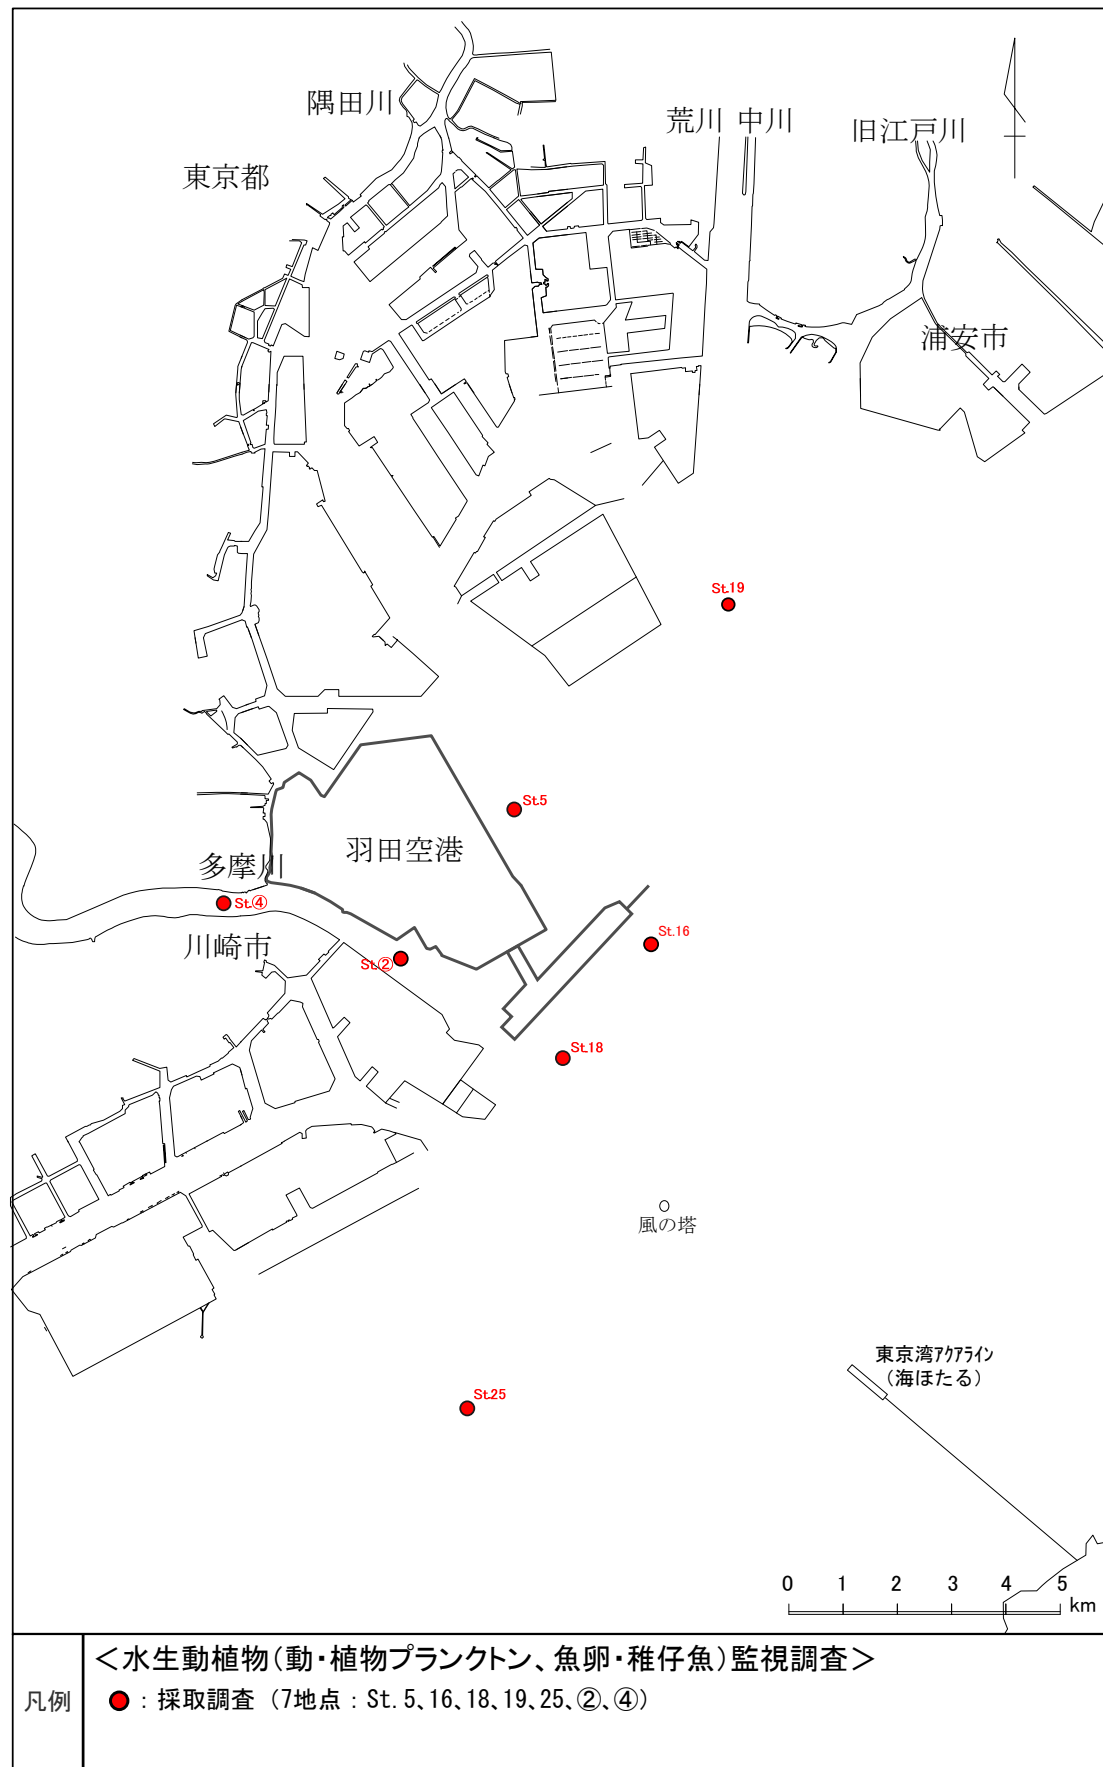 隅田川
荒川 中川
旧江戸川
東京都
浦安市
St.19
St.5
羽田空港
多摩川
St.④
St.16
川崎市
St.②
St.18
風の塔
東京湾アクアライン
（海ほたる）
St.25
0 1 2 3 4 5
km
凡例
＜水生動植物（動・植物プランクトン、魚卵・稚仔魚）監視調査＞
：採取調査 （7地点：St.5、16、18、19、25、②、④）